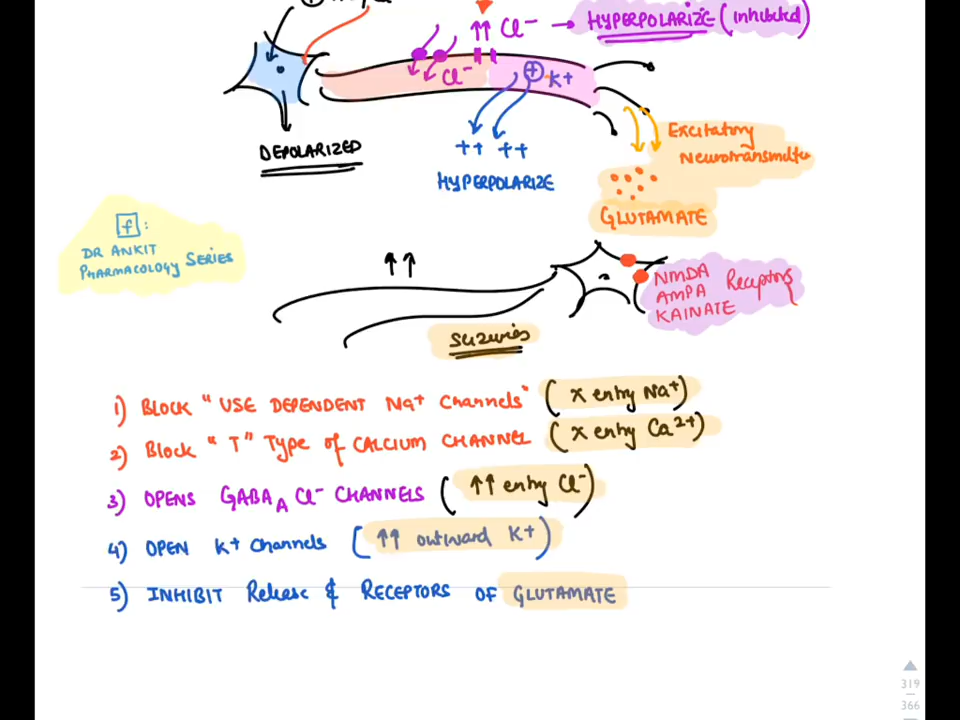 ↑↑ Cl⁻ → HYPERPOLARIZE (inhibited)
Cl⁻
+ K+
DEPOLARIZED
++ ++
HYPERPOLARIZE
Excitatory
Neurotransmitter
GLUTAMATE
f :
DR ANKIT
PHARMACOLOGY SERIES
↑↑
NMDA Receptors
AMPA
KAINATE
Seizures
1) BLOCK "USE DEPENDENT Na+ Channels" (x entry Na+)
2) Block "T" Type of CALCIUM CHANNEL (x entry Ca2+)
3) OPENS GABA A Cl⁻ CHANNELS (↑↑ entry Cl⁻)
4) OPEN K+ Channels (↑↑ outward K+)
5) INHIBIT Release & RECEPTORS OF GLUTAMATE
319
366